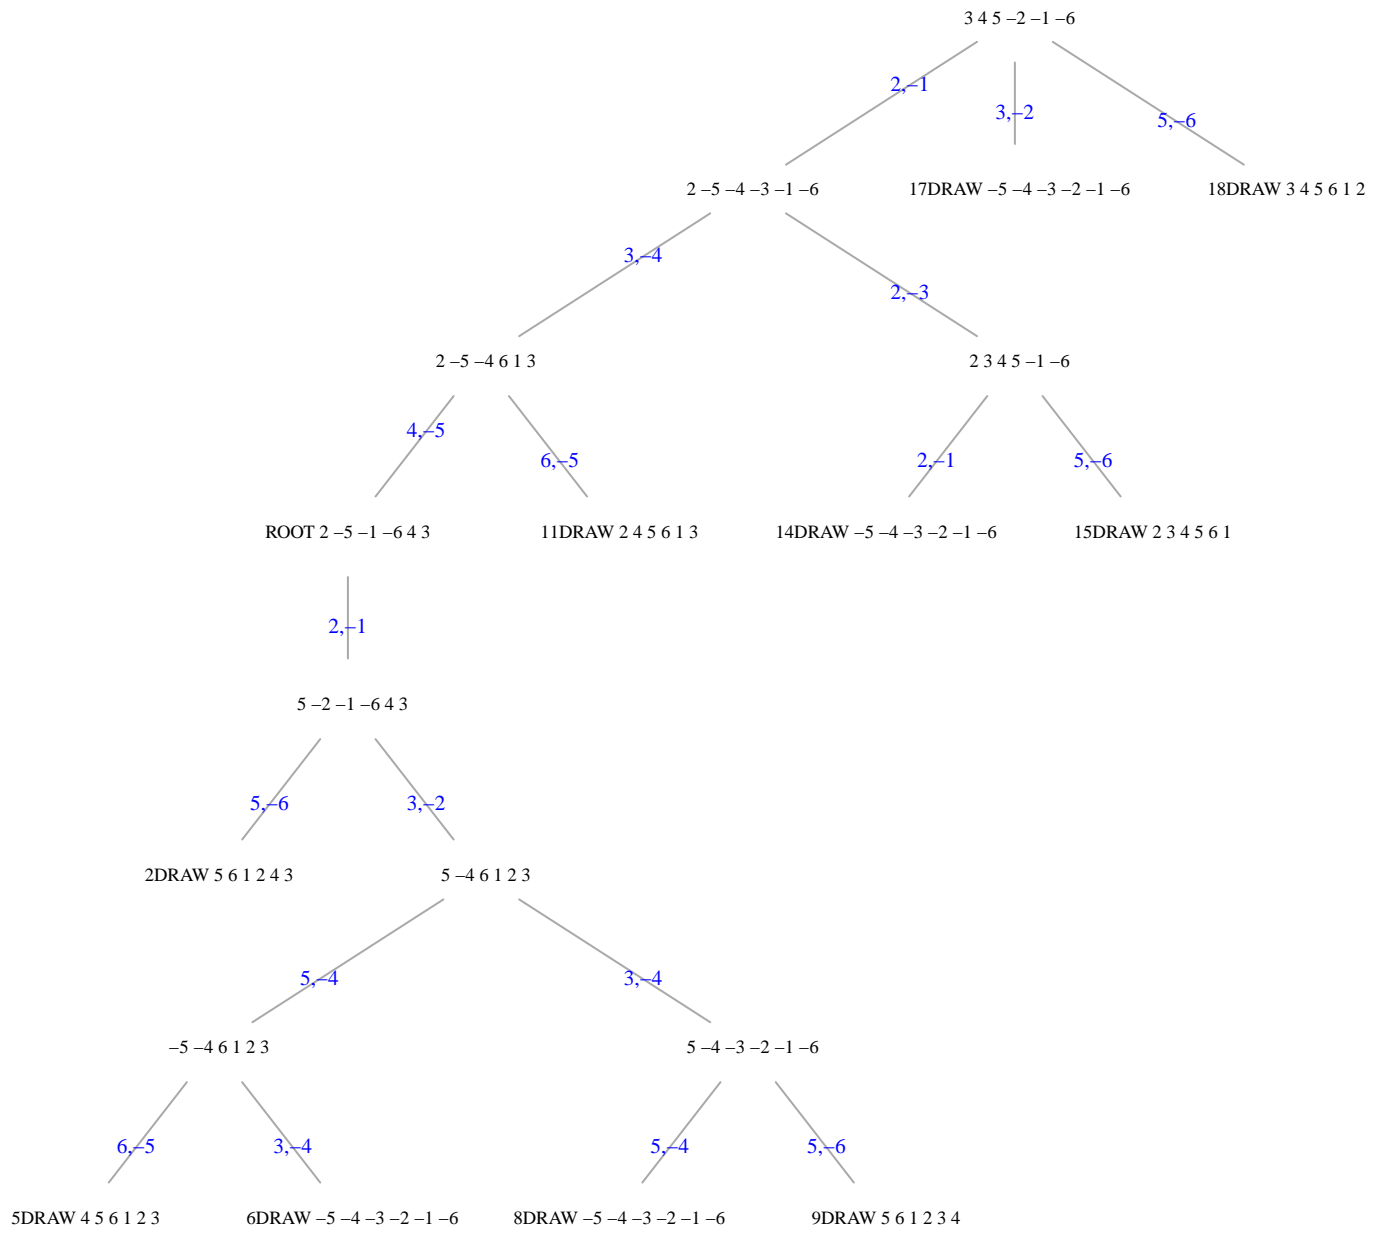 3 4 5 –2 –1 –6
2,–1
3,–2
5,–6
2 –5 –4 –3 –1 –6
17DRAW –5 –4 –3 –2 –1 –6
18DRAW 3 4 5 6 1 2
3,–4
2,–3
2 –5 –4 6 1 3
2 3 4 5 –1 –6
4,–5
6,–5
2,–1
5,–6
ROOT 2 –5 –1 –6 4 3
11DRAW 2 4 5 6 1 3
14DRAW –5 –4 –3 –2 –1 –6
15DRAW 2 3 4 5 6 1
2,–1
5 –2 –1 –6 4 3
5,–6
3,–2
2DRAW 5 6 1 2 4 3
5 –4 6 1 2 3
5,–4
3,–4
–5 –4 6 1 2 3
5 –4 –3 –2 –1 –6
6,–5
3,–4
5,–4
5,–6
5DRAW 4 5 6 1 2 3
6DRAW –5 –4 –3 –2 –1 –6
8DRAW –5 –4 –3 –2 –1 –6
9DRAW 5 6 1 2 3 4